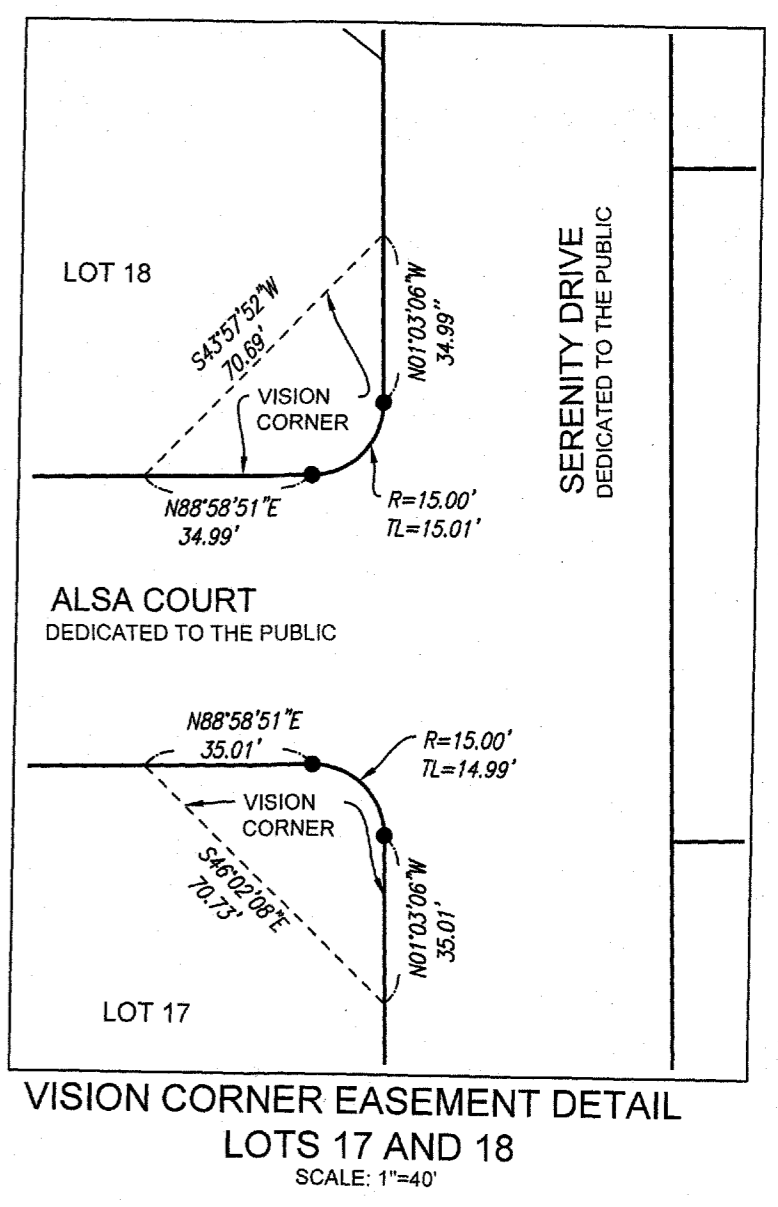 LOT 18
S43°57'52"W
70.69'
N01°03'06"W
34.99"
VISION
CORNER
N88°58'51"E
34.99'
R=15.00'
TL=15.01'
SERENITY DRIVE
DEDICATED TO THE PUBLIC
ALSA COURT
DEDICATED TO THE PUBLIC
N88°58'51"E
35.01'
R=15.00'
TL=14.99'
VISION
CORNER
S46°02'08"E
70.73'
N01°03'06"W
35.01'
LOT 17
VISION CORNER EASEMENT DETAIL
LOTS 17 AND 18
SCALE: 1"=40'